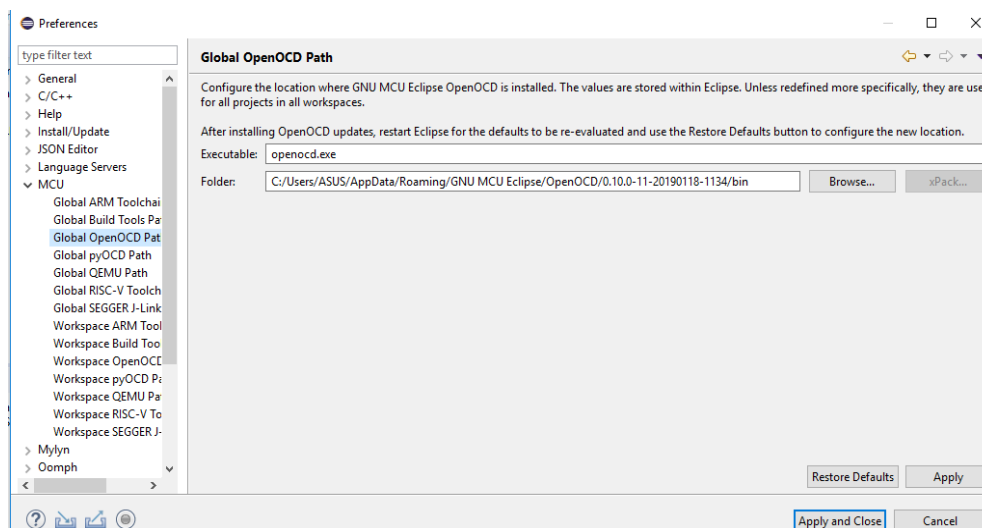 Preferences
type filter text
General
C/C++
Help
Install/Update
JSON Editor
Language Servers
MCU
Global ARM Toolchai
Global Build Tools Pa
Global OpenOCD Pat
Global pyOCD Path
Global QEMU Path
Global RISC-V Toolch
Global SEGGER J-Link
Workspace ARM Tool
Workspace Build Too
Workspace OpenOCD
Workspace pyOCD Pa
Workspace QEMU Pa
Workspace RISC-V To
Workspace SEGGER J-
Mylyn
Oomph
Global OpenOCD Path
Configure the location where GNU MCU Eclipse OpenOCD is installed. The values are stored within Eclipse. Unless redefined more specifically, they are use
for all projects in all workspaces.
After installing OpenOCD updates, restart Eclipse for the defaults to be re-evaluated and use the Restore Defaults button to configure the new location.
Executable: openocd.exe
Folder: C:/Users/ASUS/AppData/Roaming/GNU MCU Eclipse/OpenOCD/0.10.0-11-20190118-1134/bin Browse... xPack...
Restore Defaults Apply
Apply and Close Cancel